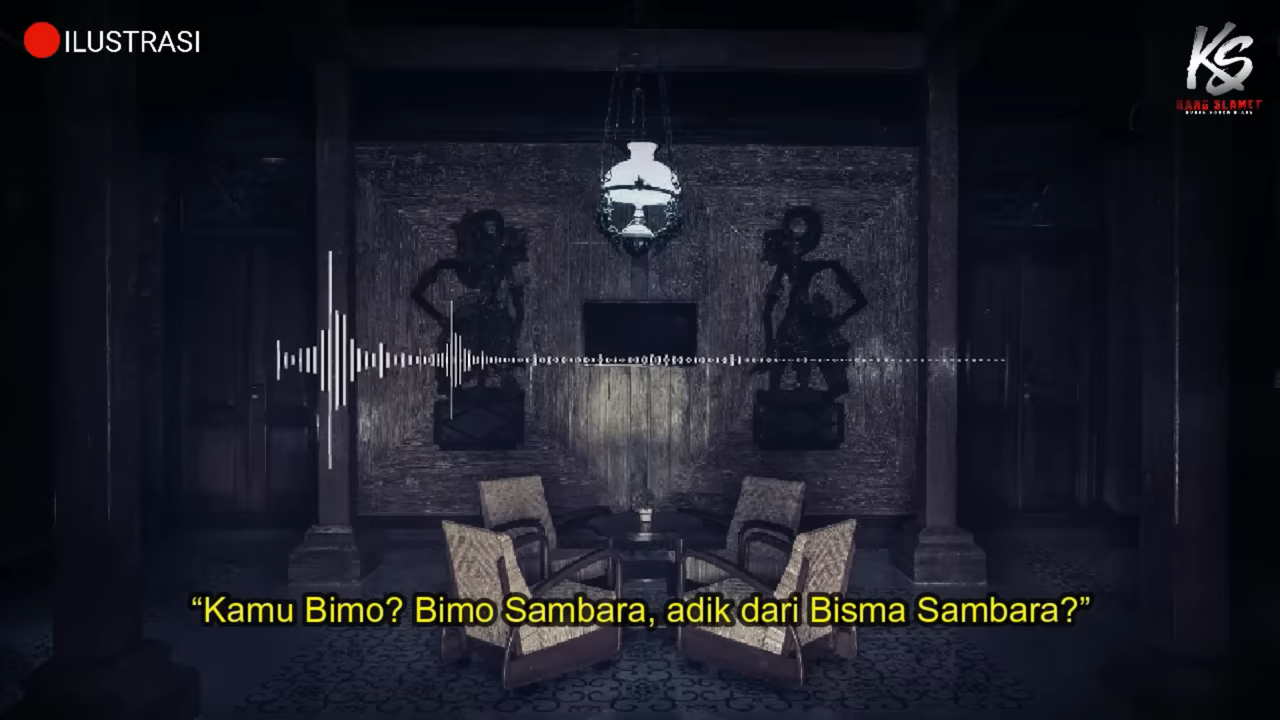 ILUSTRASI
KS
KANG SLAMET
“Kamu Bimo? Bimo Sambara, adik dari Bisma Sambara?”